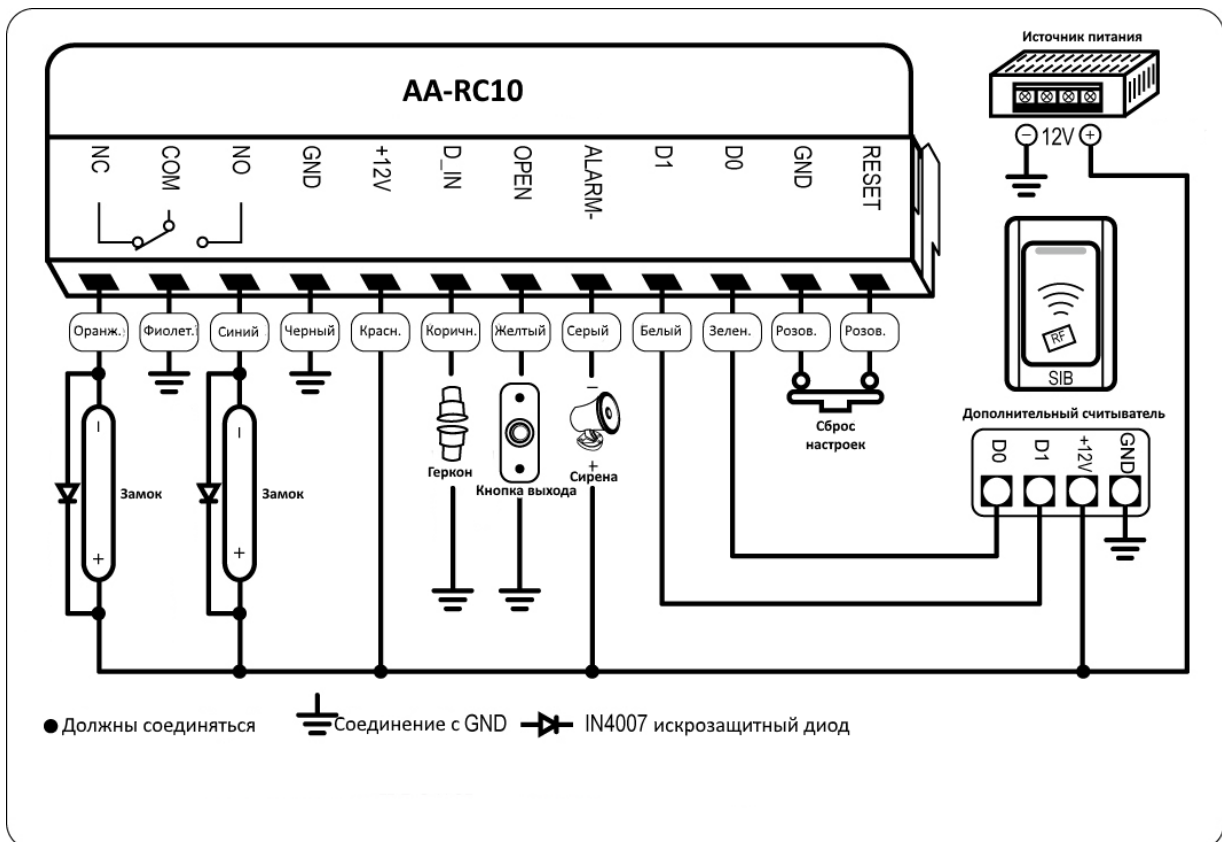 Источник питания
AA-RC10
12V
NC
COM
NO
GND
+12V
D_IN
OPEN
ALARM-
D1
D0
GND
RESET
Оранж.
Фиолет.
Синий
Черный
Красн.
Коричн.
Желтый
Серый
Белый
Зелен.
Розов.
Розов.
RF
SIB
Дополнительный считыватель
D0
D1
+12V
GND
Сброс
настроек
Геркон
Кнопка выхода
Сирена
Замок
Замок
Должны соединяться
Соединение с GND
IN4007 искрозащитный диод